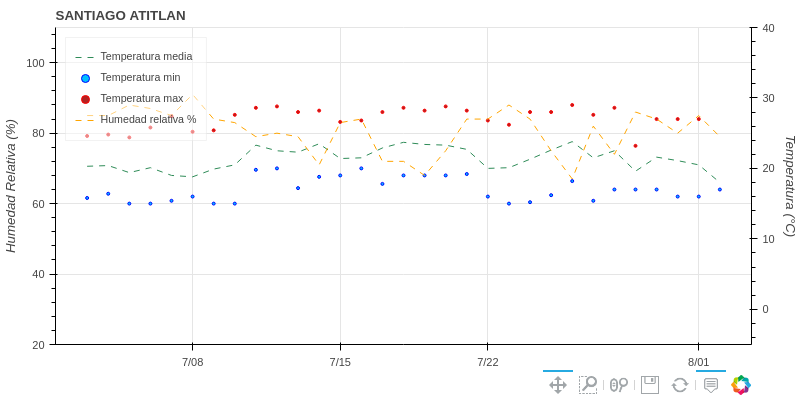 SANTIAGO ATITLAN
Temperatura media
Temperatura min
Temperatura max
Humedad relativa %
Humedad Relativa (%)
100
80
60
40
20
Temperatura (°C)
40
30
20
10
0
7/08
7/15
7/22
8/01